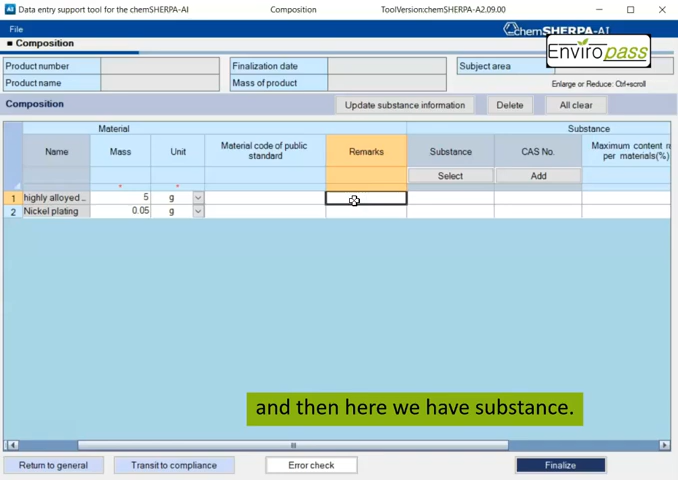 Data entry support tool for the chemSHERPA-AI Composition ToolVersion:chemSHERPA-A2.09.00
File
chemSHERPA-AI
■ Composition
Enviropass
Product number Finalization date Subject area
Product name Mass of product Enlarge or Reduce: Ctrl+scroll
Composition Update substance information Delete All clear
Material Substance
Name Mass Unit Material code of public standard Remarks Substance CAS No. Maximum content r
per materials(%)
Select Add
* *
1 highly alloyed .. 5 g
2 Nickel plating 0.05 g
and then here we have substance.
Return to general Transit to compliance Error check Finalize